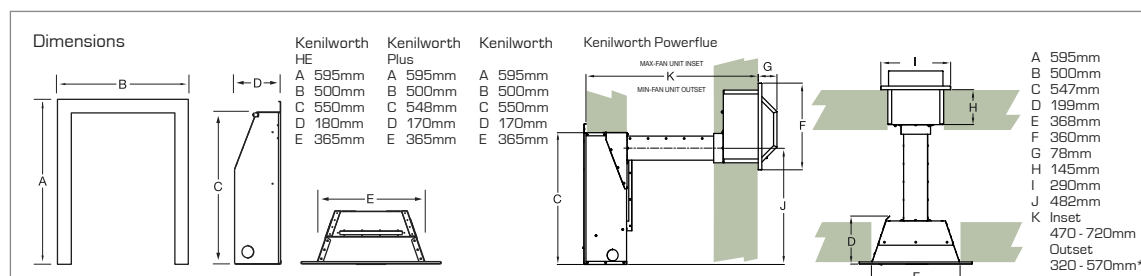 Dimensions
B
D
A
C
Kenilworth
HE
A 595mm
B 500mm
C 550mm
D 180mm
E 365mm
Kenilworth
Plus
A 595mm
B 500mm
C 548mm
D 170mm
E 365mm
Kenilworth
A 595mm
B 500mm
C 550mm
D 170mm
E 365mm
E
Kenilworth Powerflue
MAX-FAN UNIT INSET
K
MIN-FAN UNIT OUTSET
G
F
C
J
I
H
D
E
A 595mm
B 500mm
C 547mm
D 199mm
E 368mm
F 360mm
G 78mm
H 145mm
I 290mm
J 482mm
K Inset
470 - 720mm
Outset
320 - 570mm*